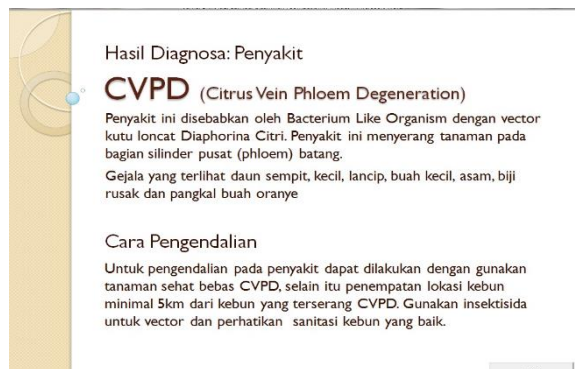 Hasil Diagnosa: Penyakit
CVPD (Citrus Vein Phloem Degeneration)
Penyakit ini disebabkan oleh Bacterium Like Organism dengan vector
kutu loncat Diaphorina Citri. Penyakit ini menyerang tanaman pada
bagian silinder pusat (phloem) batang.
Gejala yang terlihat daun sempit, kecil, lancip, buah kecil, asam, biji
rusak dan pangkal buah oranye
Cara Pengendalian
Untuk pengendalian pada penyakit dapat dilakukan dengan gunakan
tanaman sehat bebas CVPD, selain itu penempatan lokasi kebun
minimal 5km dari kebun yang terserang CVPD. Gunakan insektisida
untuk vector dan perhatikan sanitasi kebun yang baik.